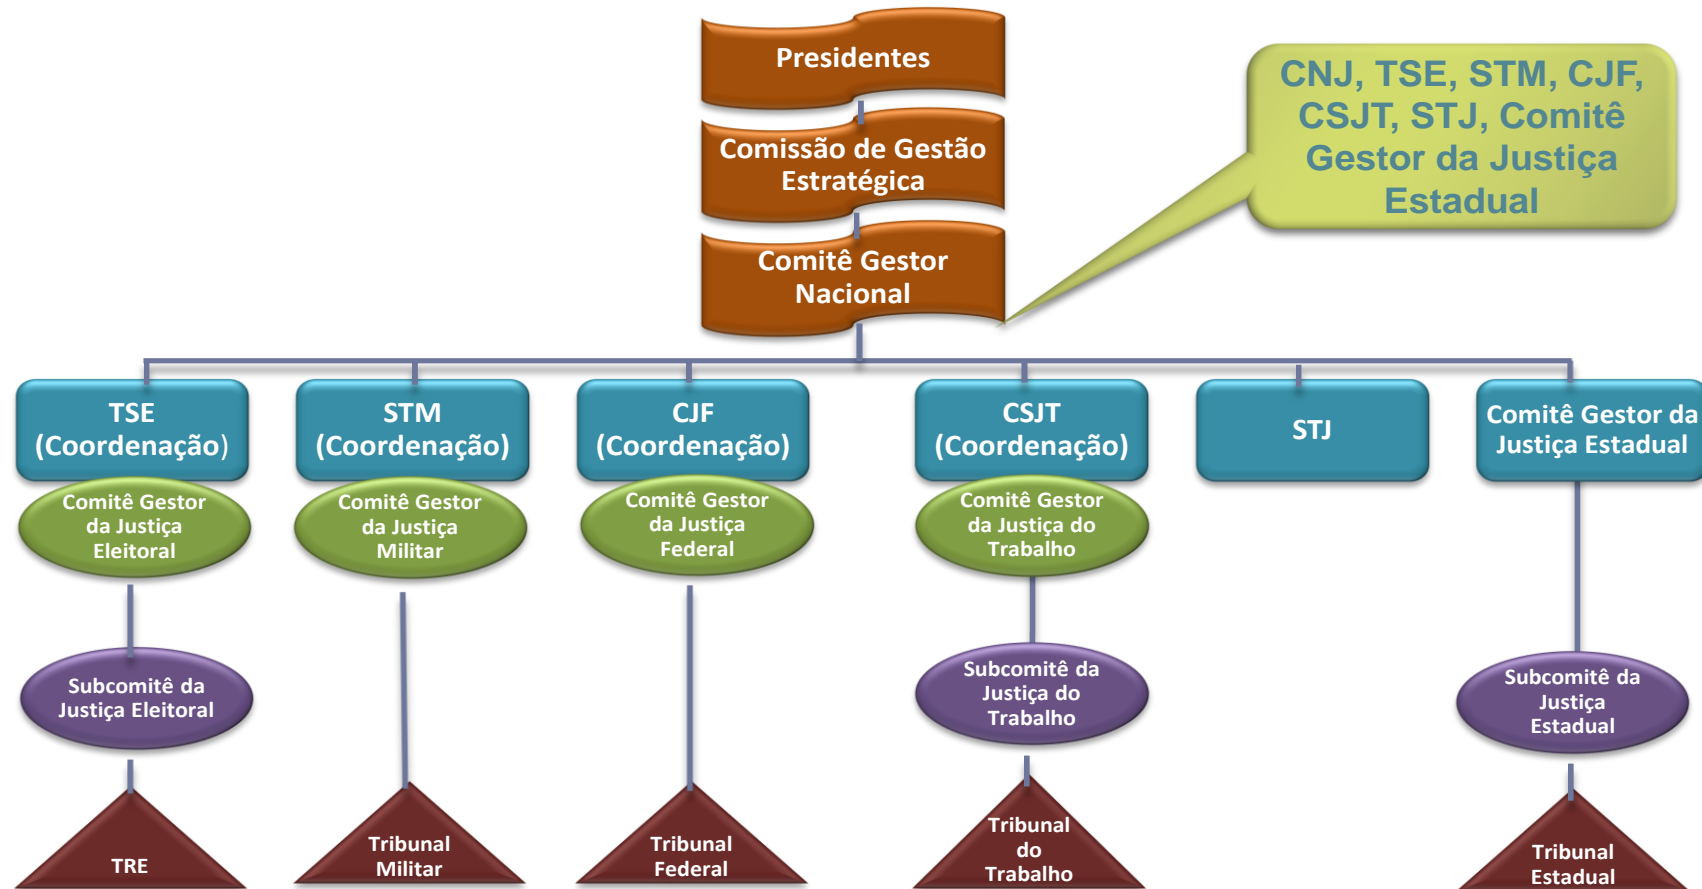 Presidentes
Comissão de Gestão
Estratégica
Comitê Gestor
Nacional
CNJ, TSE, STM, CJF,
CSJT, STJ, Comitê
Gestor da Justiça
Estadual
TSE
(Coordenação)
STM
(Coordenação)
CJF
(Coordenação)
CSJT
(Coordenação)
STJ
Comitê Gestor da
Justiça Estadual
Comitê Gestor
da Justiça
Eleitoral
Comitê Gestor
da Justiça
Militar
Comitê Gestor
da Justiça
Federal
Comitê Gestor
da Justiça do
Trabalho
Subcomitê da
Justiça Eleitoral
Subcomitê da
Justiça do
Trabalho
Subcomitê da
Justiça
Estadual
TRE
Tribunal
Militar
Tribunal
Federal
Tribunal
do
Trabalho
Tribunal
Estadual